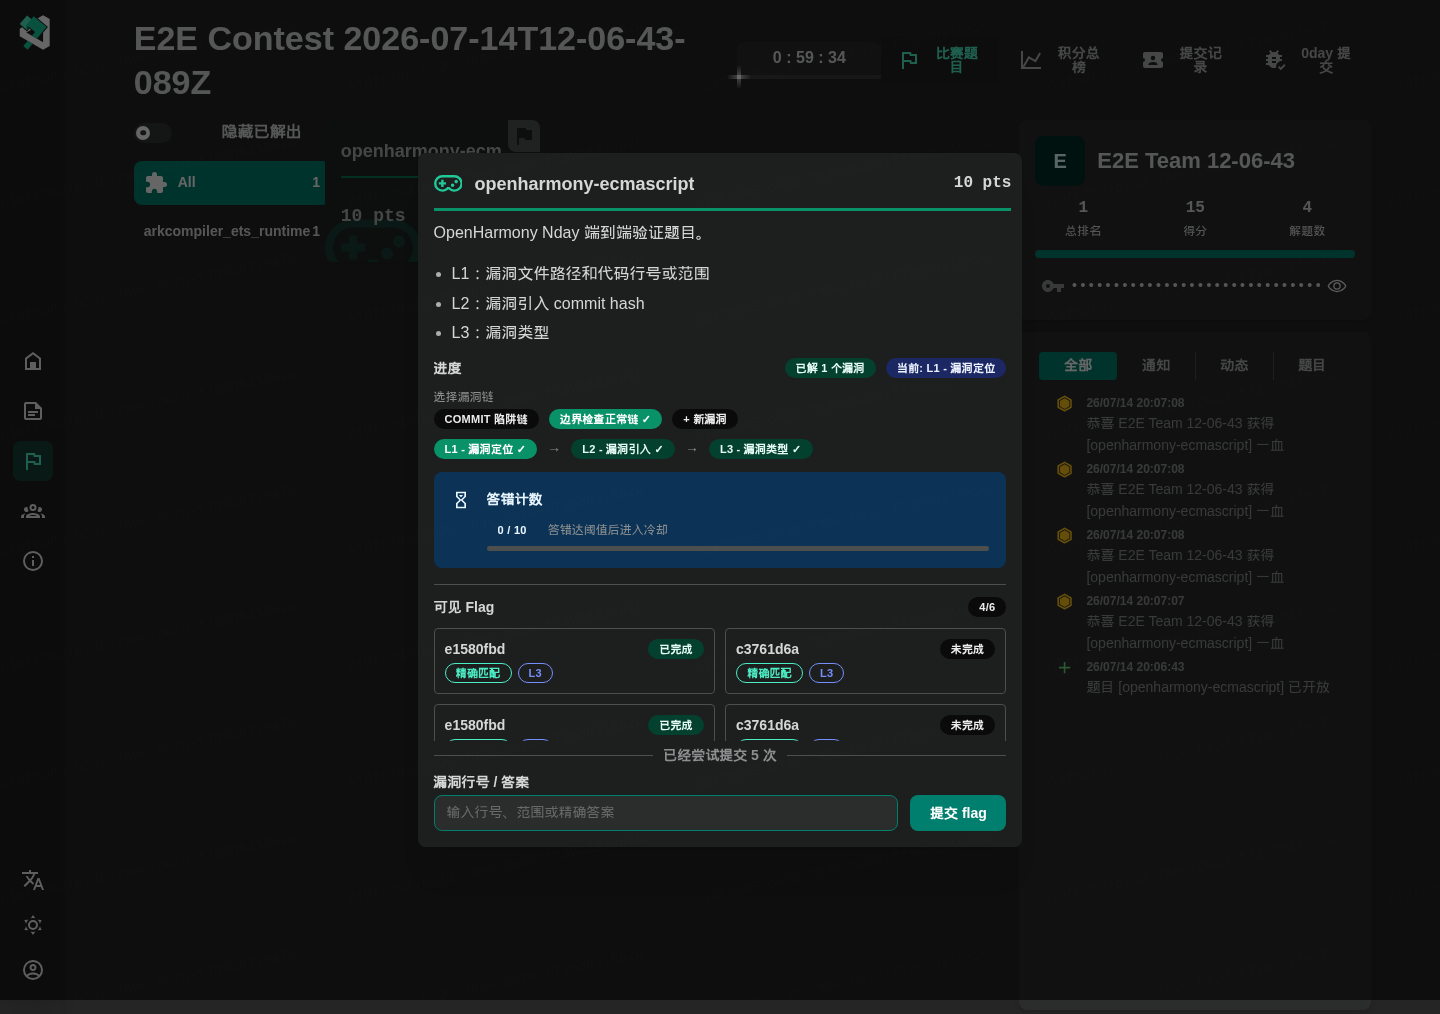 E2E Contest 2026-07-14T12-06-43-
089Z
0 : 59 : 34
比赛题
目
积分总
榜
提交记
录
0day 提
交
隐藏已解出
All 1
arkcompiler_ets_runtime 1
openharmony-ecm
10 pts
openharmony-ecmascript
10 pts
OpenHarmony Nday 端到端验证题目。
• L1：漏洞文件路径和代码行号或范围
• L2：漏洞引入 commit hash
• L3：漏洞类型
进度
已解 1 个漏洞
当前: L1 - 漏洞定位
选择漏洞链
COMMIT 陷阱链
边界检查正常链 ✓
+ 新漏洞
L1 - 漏洞定位 ✓ → L2 - 漏洞引入 ✓ → L3 - 漏洞类型 ✓
答错计数
0 / 10 答错达阈值后进入冷却
可见 Flag
4/6
e1580fbd 已完成
精确匹配 L3
c3761d6a 未完成
精确匹配 L3
e1580fbd 已完成
c3761d6a 未完成
已经尝试提交 5 次
漏洞行号 / 答案
输入行号、范围或精确答案
提交 flag
E
E2E Team 12-06-43
1 15 4
总排名 得分 解题数
全部 通知 动态 题目
26/07/14 20:07:08
恭喜 E2E Team 12-06-43 获得
[openharmony-ecmascript] 一血
26/07/14 20:07:08
恭喜 E2E Team 12-06-43 获得
[openharmony-ecmascript] 一血
26/07/14 20:07:08
恭喜 E2E Team 12-06-43 获得
[openharmony-ecmascript] 一血
26/07/14 20:07:07
恭喜 E2E Team 12-06-43 获得
[openharmony-ecmascript] 一血
26/07/14 20:06:43
题目 [openharmony-ecmascript] 已开放